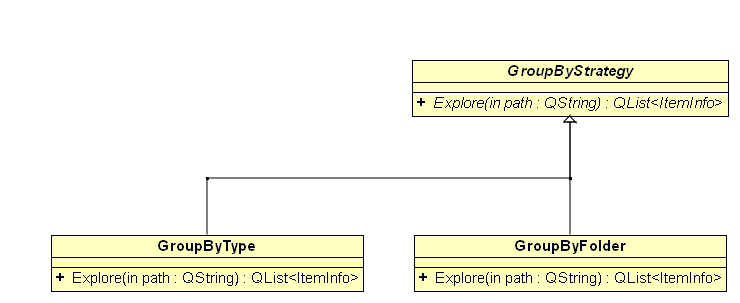 GroupByStrategy
+ Explore(in path : QString) : QList<ItemInfo>
GroupByType
+ Explore(in path : QString) : QList<ItemInfo>
GroupByFolder
+ Explore(in path : QString) : QList<ItemInfo>